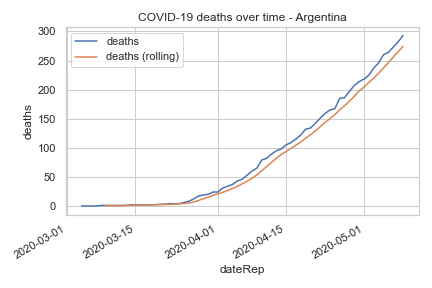 COVID-19 deaths over time - Argentina
deaths
deaths (rolling)
300
250
200
150
100
50
0
deaths
2020-03-01
2020-03-15
2020-04-01
2020-04-15
2020-05-01
dateRep